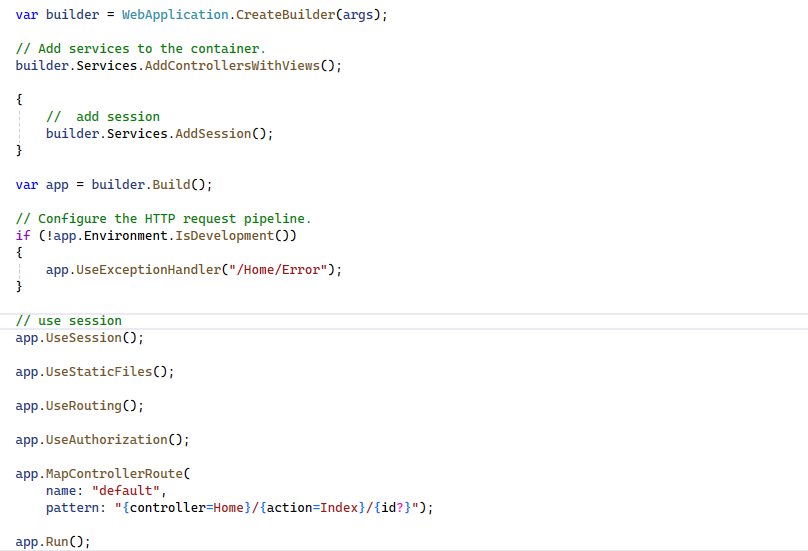 var builder = WebApplication.CreateBuilder(args);
// Add services to the container.
builder.Services.AddControllersWithViews();
{
    //  add session
    builder.Services.AddSession();
}
var app = builder.Build();
// Configure the HTTP request pipeline.
if (!app.Environment.IsDevelopment())
{
    app.UseExceptionHandler("/Home/Error");
}
// use session
app.UseSession();
app.UseStaticFiles();
app.UseRouting();
app.UseAuthorization();
app.MapControllerRoute(
    name: "default",
    pattern: "{controller=Home}/{action=Index}/{id?}");
app.Run();